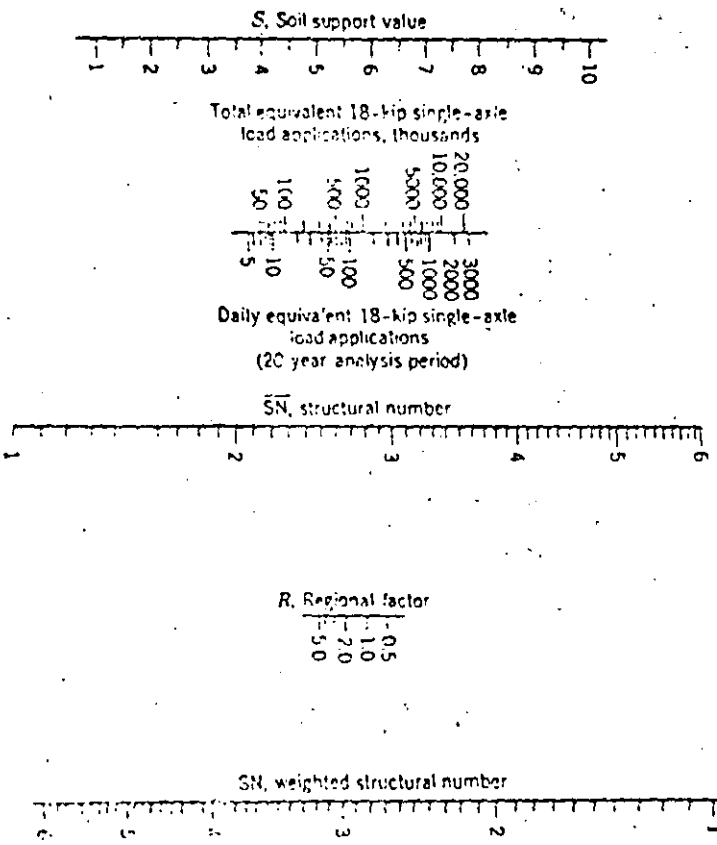 S, Soil support value
1 2 3 4 5 6 7 8 9 10
Total equivalent 18-kip single-axle
load applications, thousands
50 100 500 1000 5000 10,000 20,000
5 10 50 100 500 1000 2000 3000
Daily equivalent 18-kip single-axle
load applications
(20 year analysis period)
SN, structural number
1 2 3 4 5 6
R, Regional factor
5.0 2.0 1.0 0.5
SN, weighted structural number
6 5 4 3 2 1